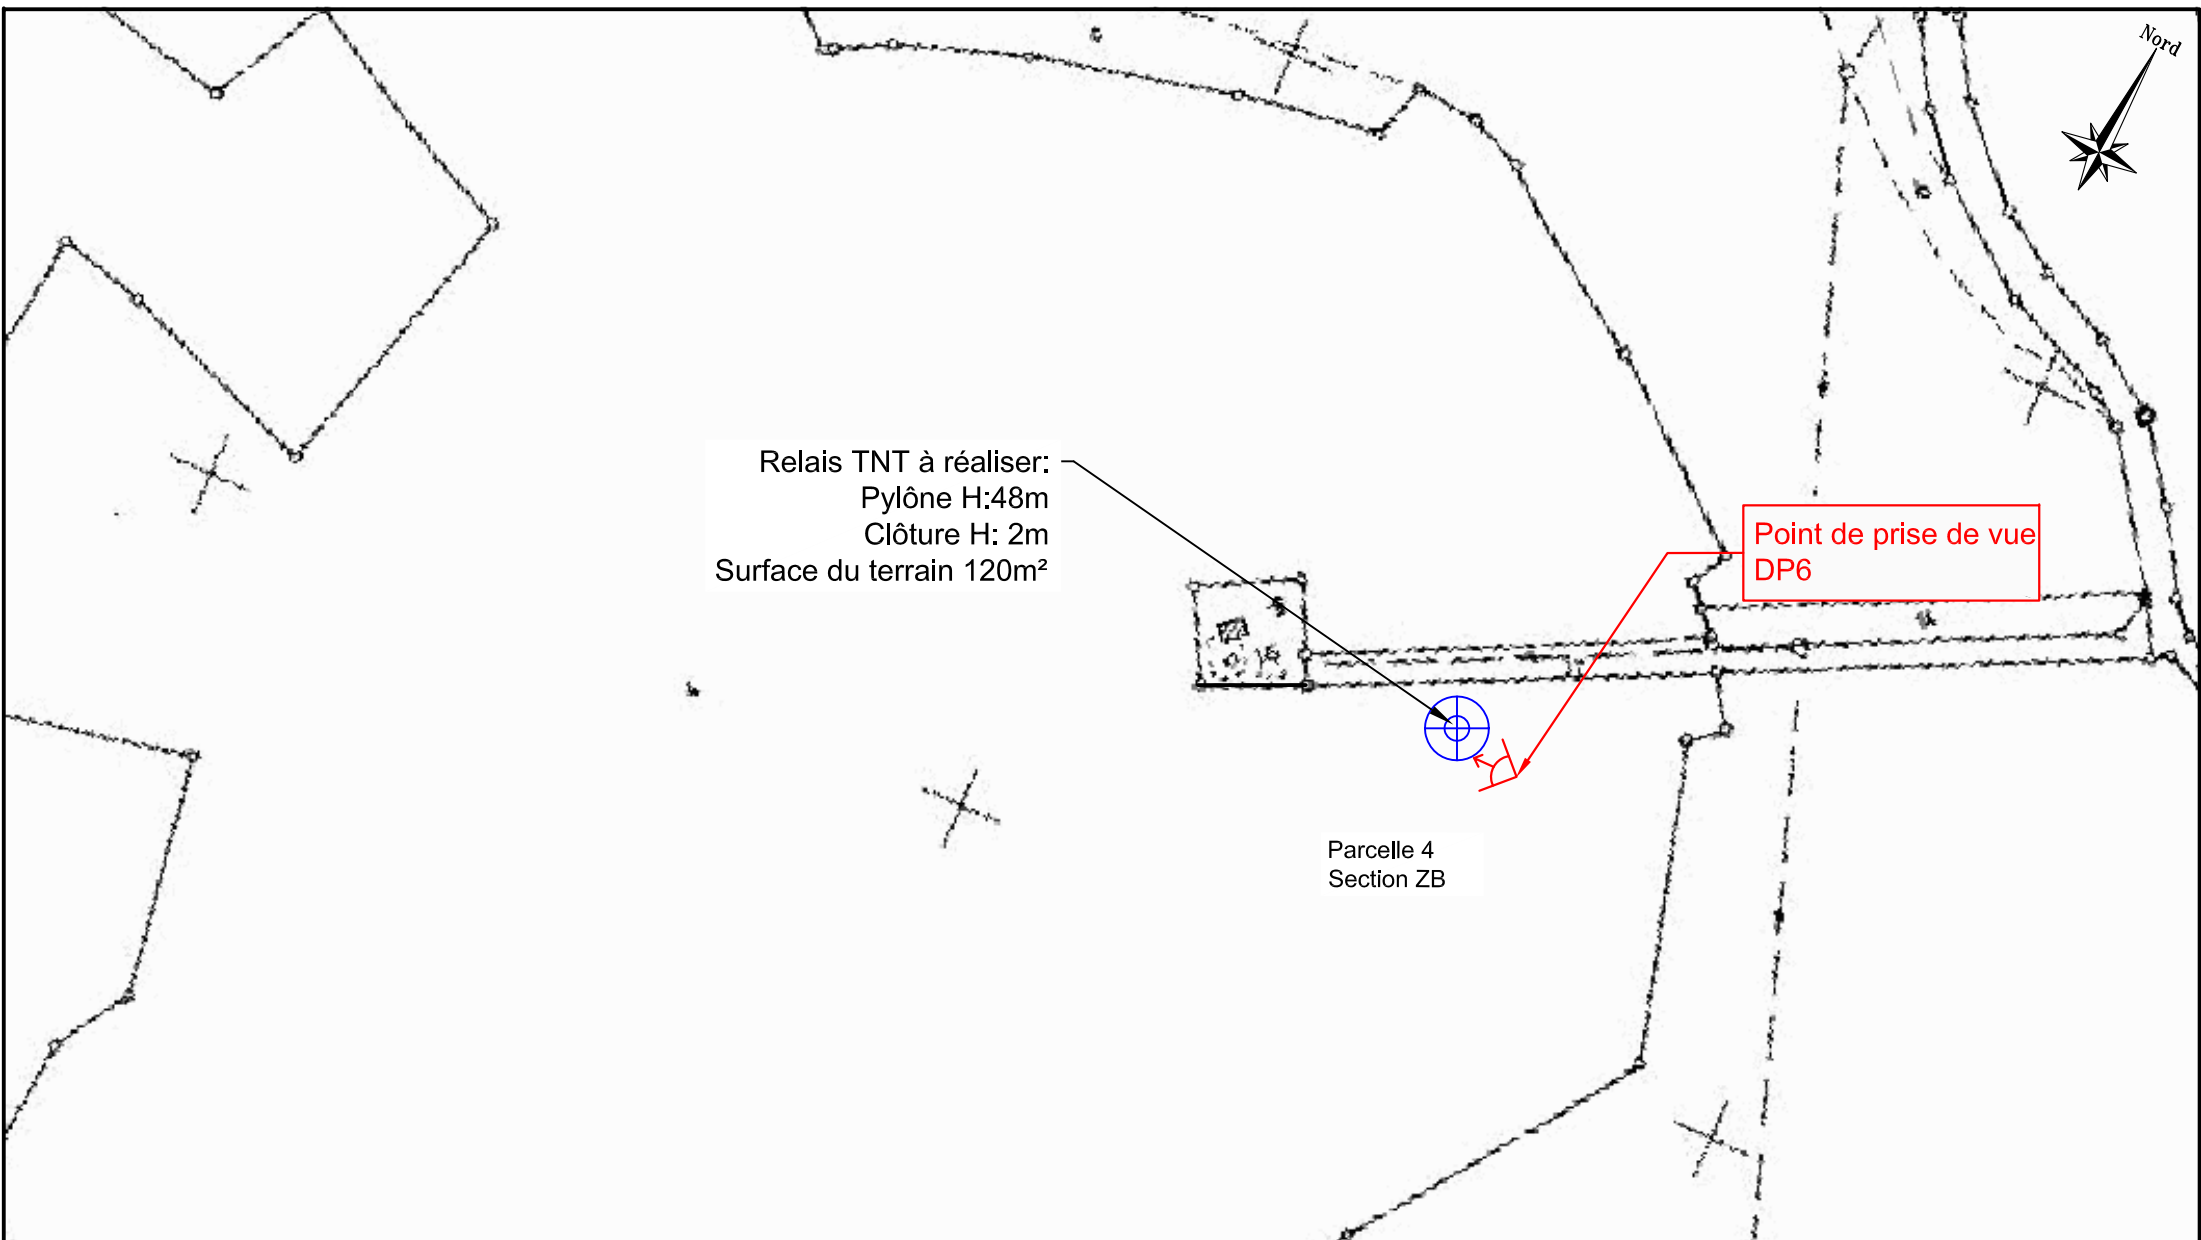 Nord
Relais TNT à réaliser:
Pylône H:48m
Clôture H: 2m
Surface du terrain 120m²
Point de prise de vue
DP6
Parcelle 4
Section ZB